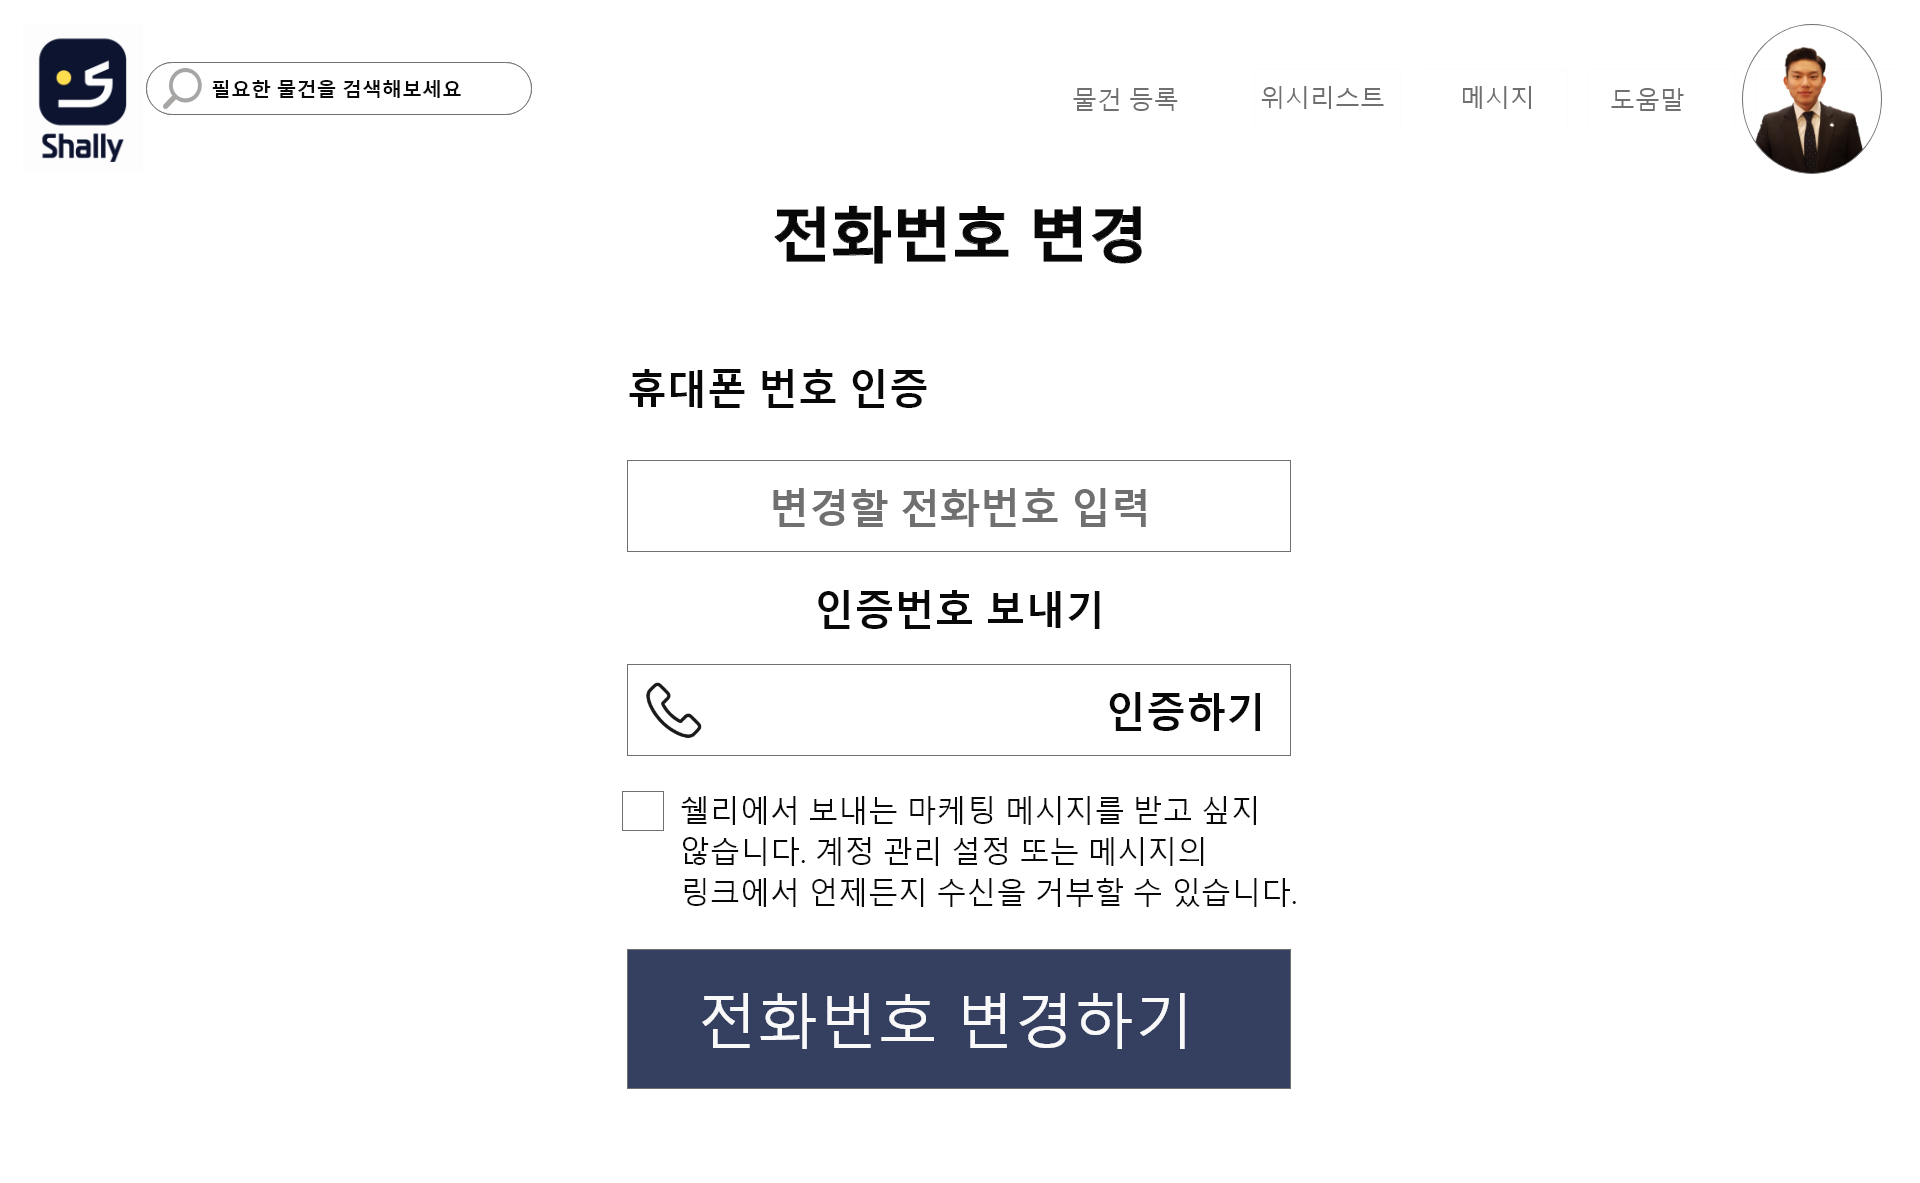 Shally
필요한 물건을 검색해보세요
물건 등록
위시리스트
메시지
도움말
전화번호 변경
휴대폰 번호 인증
변경할 전화번호 입력
인증번호 보내기
인증하기
쉘리에서 보내는 마케팅 메시지를 받고 싶지
않습니다. 계정 관리 설정 또는 메시지의
링크에서 언제든지 수신을 거부할 수 있습니다.
전화번호 변경하기